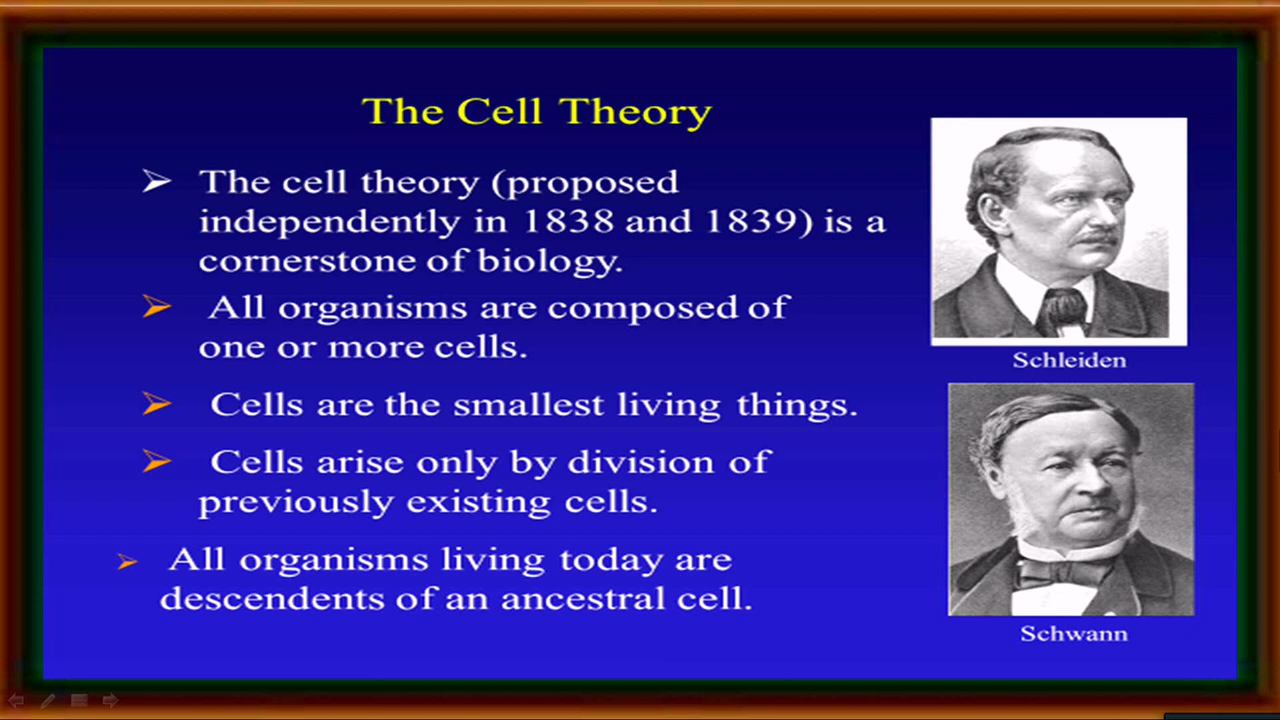 The Cell Theory
➢ The cell theory (proposed
independently in 1838 and 1839) is a
cornerstone of biology.
➢ All organisms are composed of
one or more cells.
➢ Cells are the smallest living things.
➢ Cells arise only by division of
previously existing cells.
➢ All organisms living today are
descendents of an ancestral cell.
Schleiden
Schwann